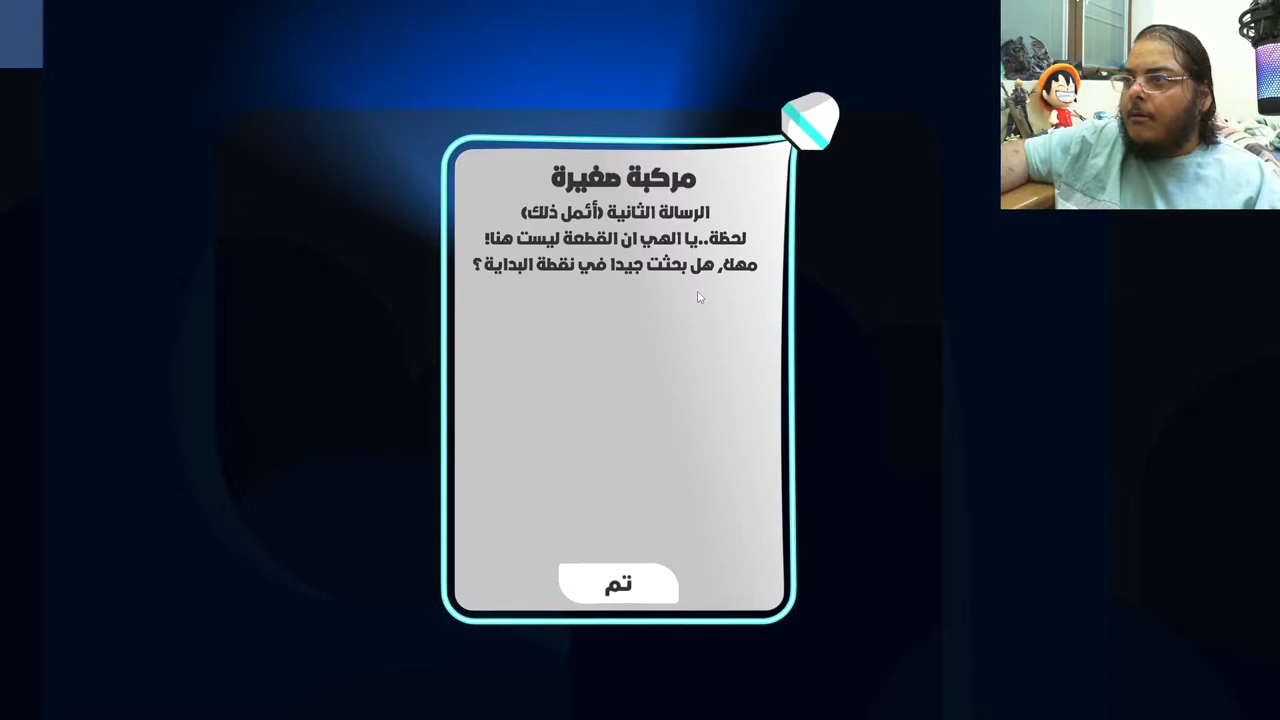 مركبة صغيرة
الرسالة الثانية (أئمل ذلك)
لحظة..يا الهي ان القطعة ليست هنا!
مهلا, هل بحثت جيدا في نقطة البداية ؟
تم